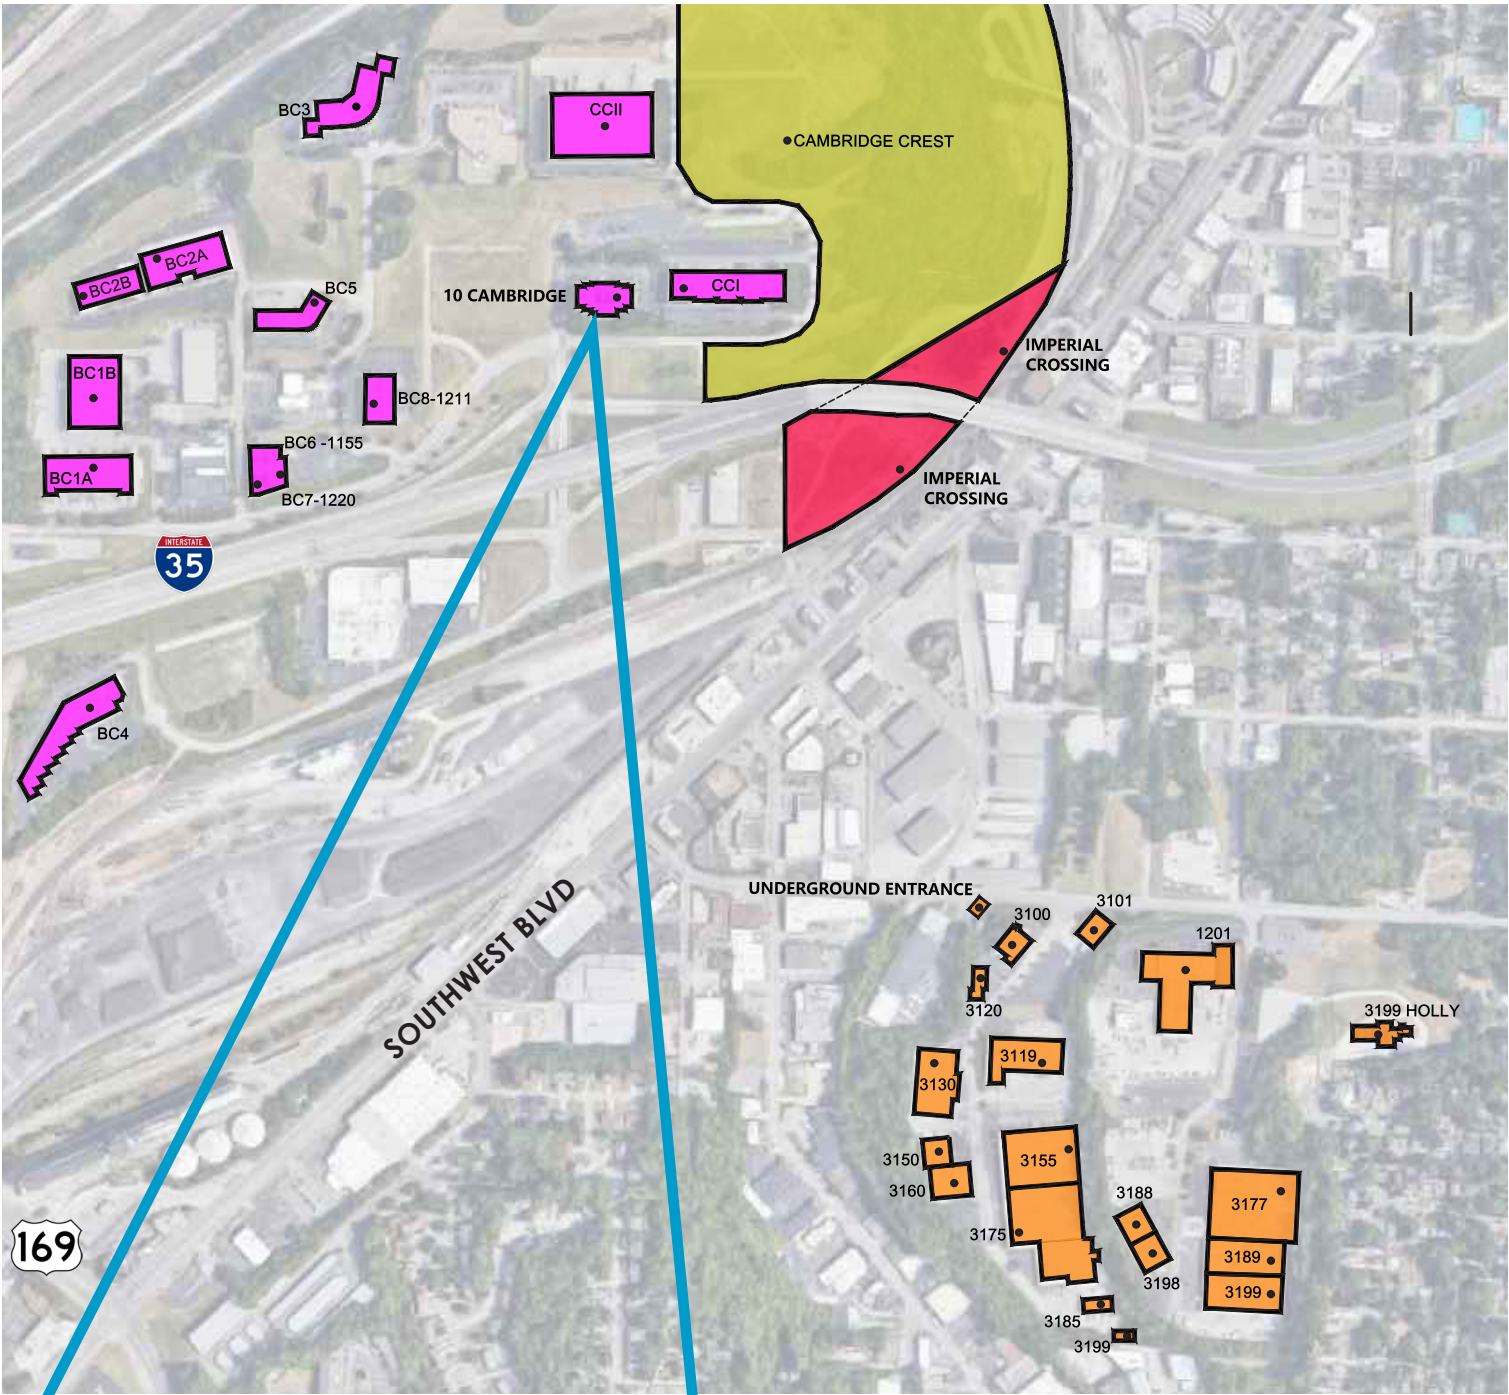 BC3
CCII
CAMBRIDGE CREST
BC2A
BC2B
BC5
10 CAMBRIDGE
CCI
IMPERIAL
CROSSING
BC1B
BC8-1211
BC6 -1155
BC1A
BC7-1220
IMPERIAL
CROSSING
INTERSTATE
35
BC4
SOUTHWEST BLVD
UNDERGROUND ENTRANCE
3100
3101
1201
3120
3199 HOLLY
3119
3130
3150
3155
3160
3188
3177
3175
3189
3198
3199
3185
3199
169